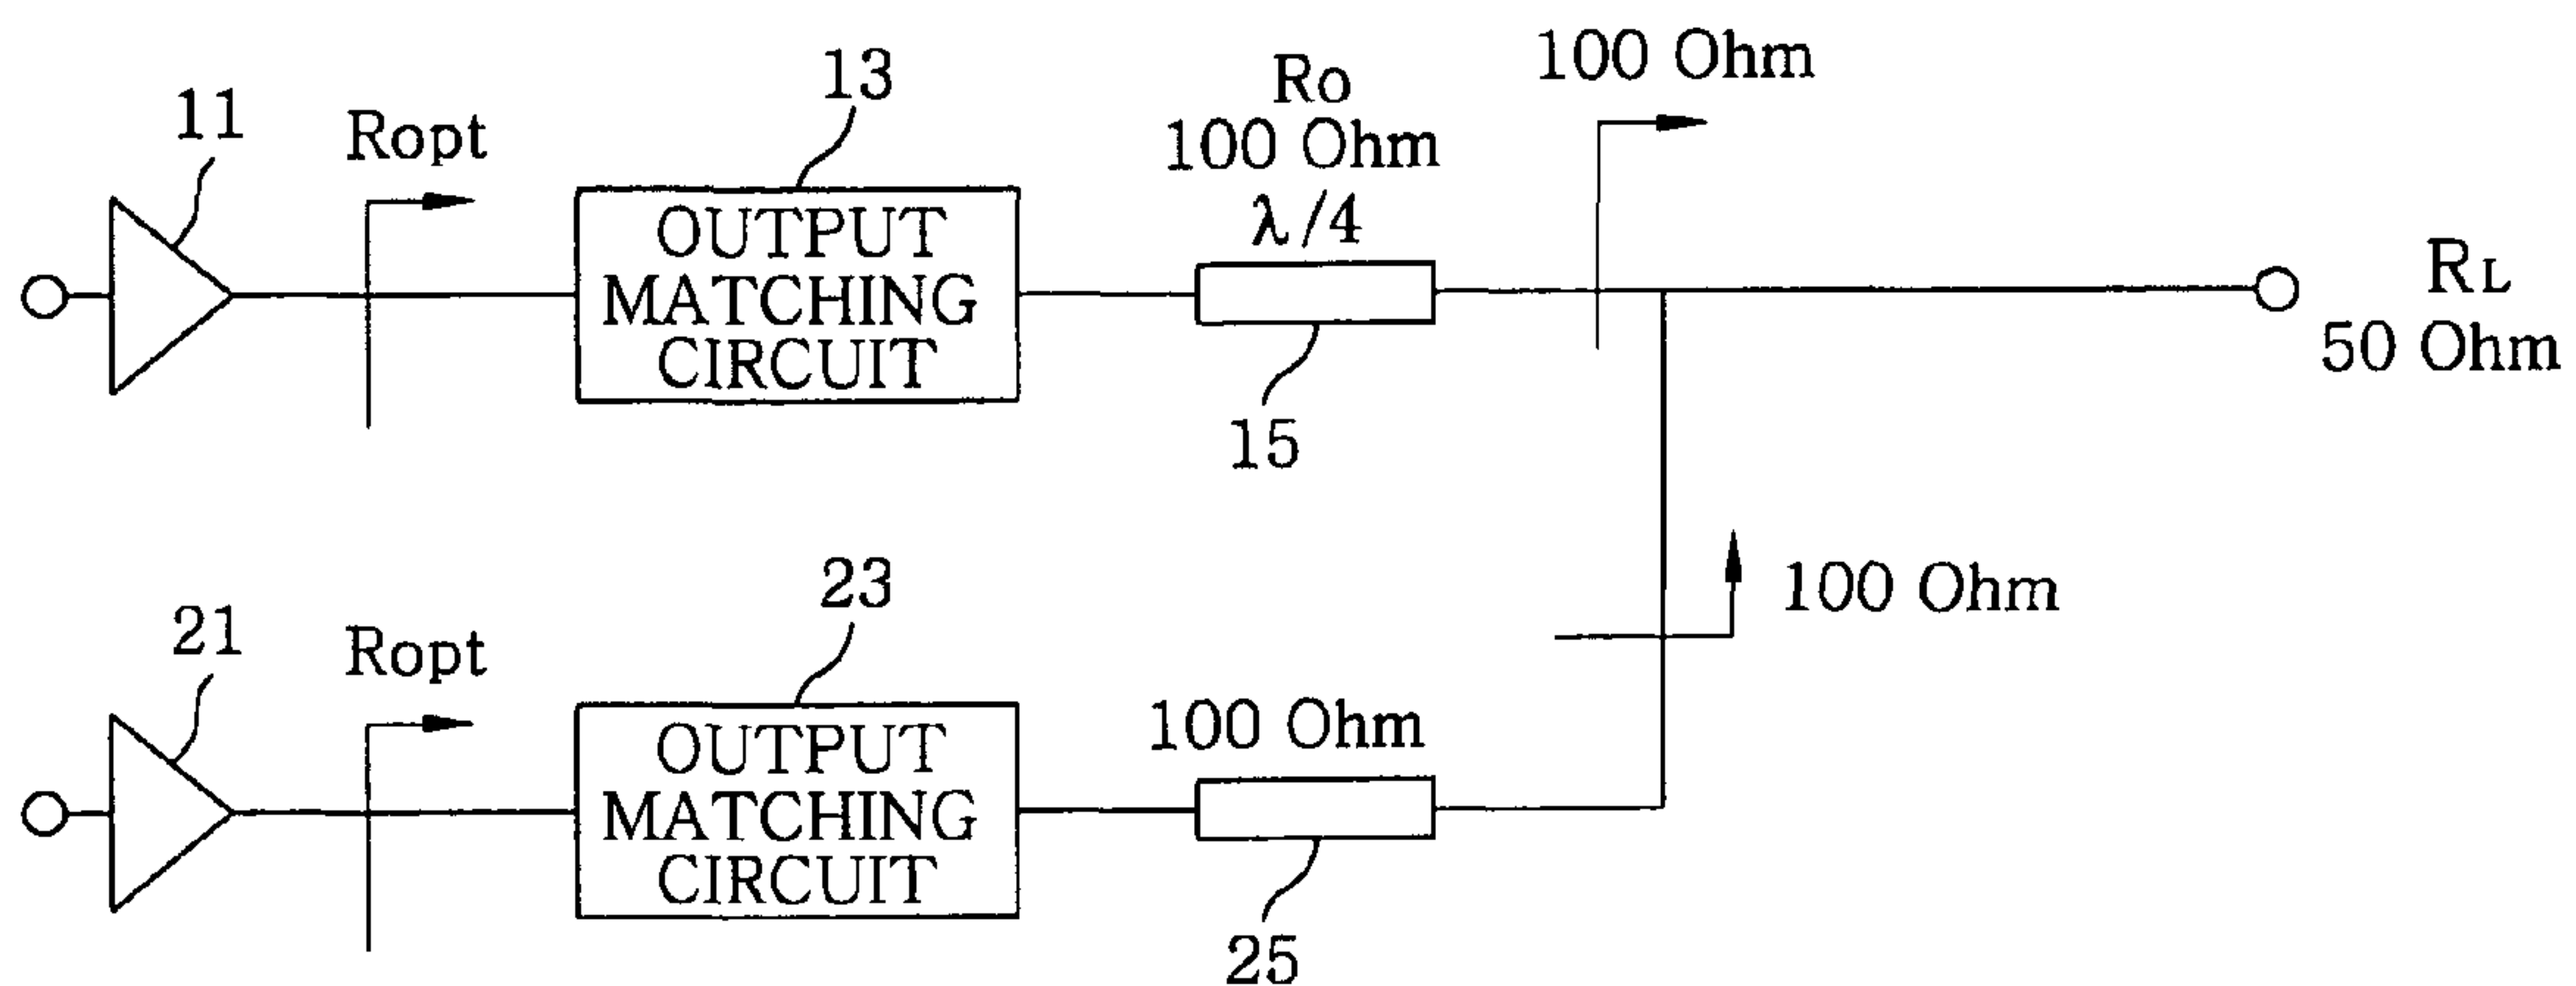 11
Ropt
13
OUTPUT
MATCHING
CIRCUIT
Ro
100 Ohm
λ/4
15
100 Ohm
RL
50 Ohm
21
Ropt
23
OUTPUT
MATCHING
CIRCUIT
100 Ohm
25
100 Ohm